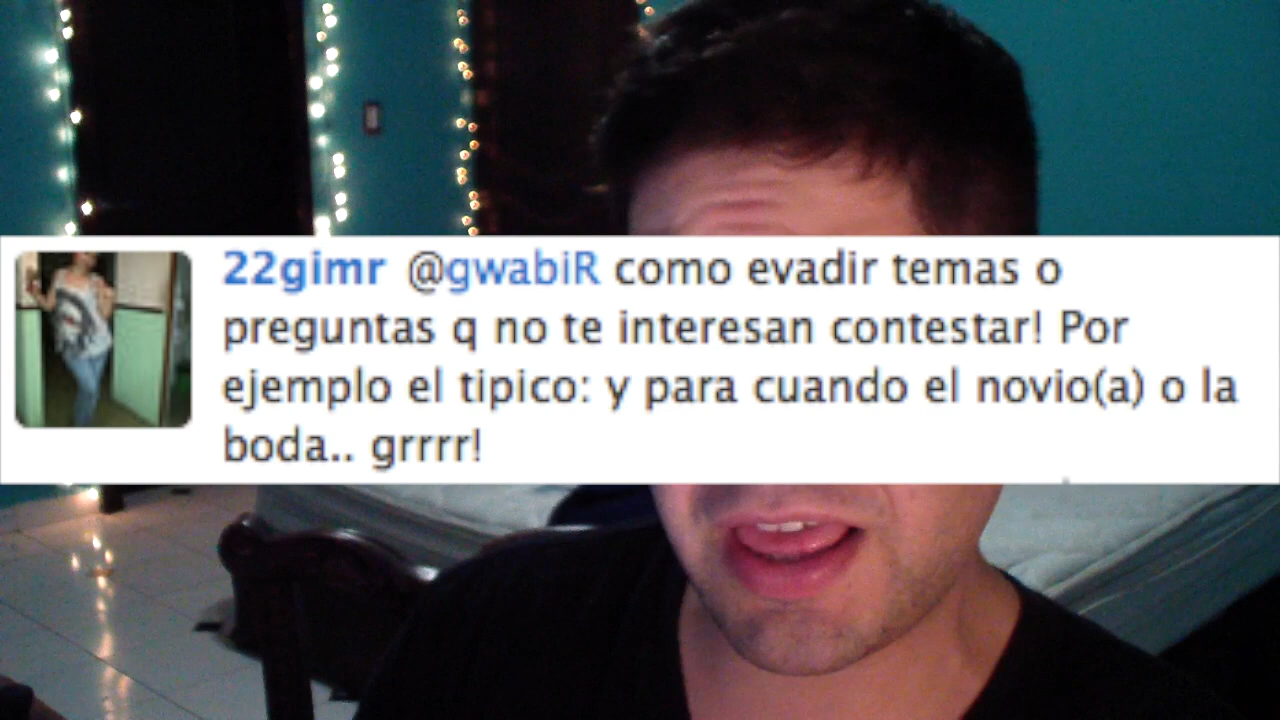 22gimr @gwabiR como evadir temas o
preguntas q no te interesan contestar! Por
ejemplo el tipico: y para cuando el novio(a) o la
boda.. grrrr!